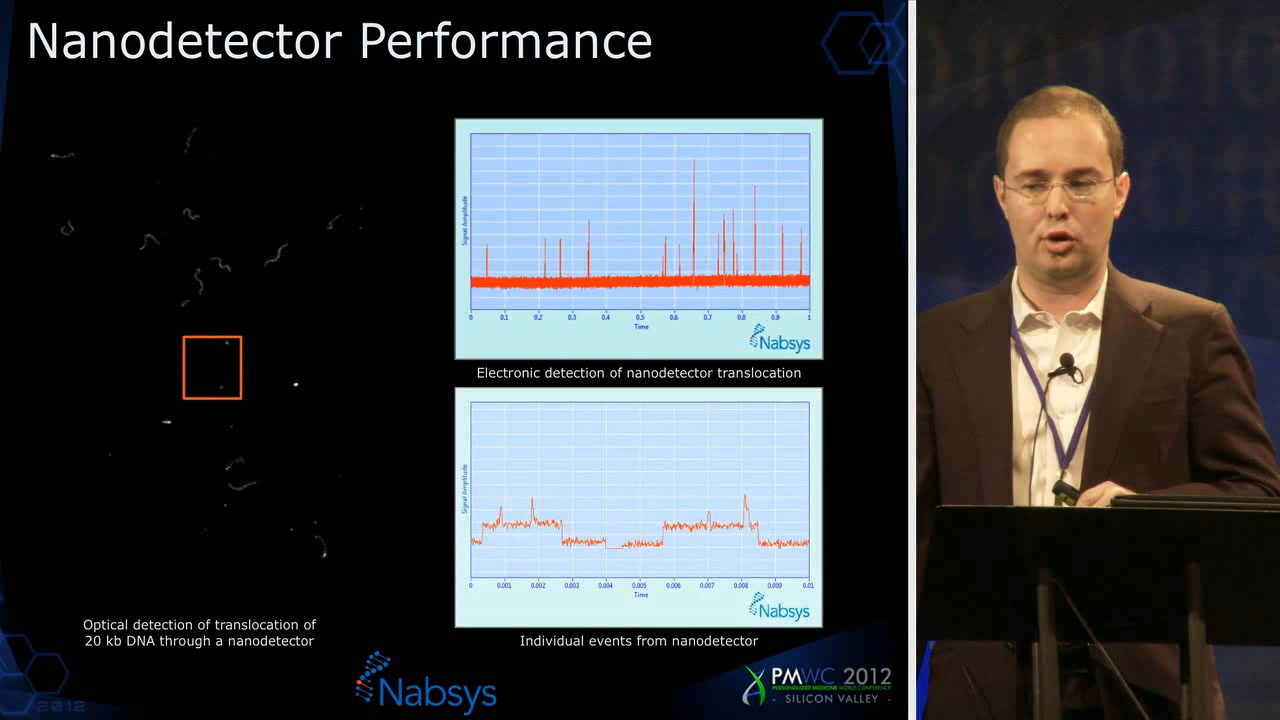 Nanodetector Performance
Signal Amplitude
0 0.1 0.2 0.3 0.4 0.5 0.6 0.7 0.8 0.9 1
Time
Nabsys
Electronic detection of nanodetector translocation
Signal Amplitude
0 0.001 0.002 0.003 0.004 0.005 0.006 0.007 0.008 0.009 0.01
Time
Nabsys
Optical detection of translocation of
20 kb DNA through a nanodetector
Individual events from nanodetector
Nabsys
PMWC 2012
PERSONALIZED MEDICINE WORLD CONFERENCE
- SILICON VALLEY -
2012